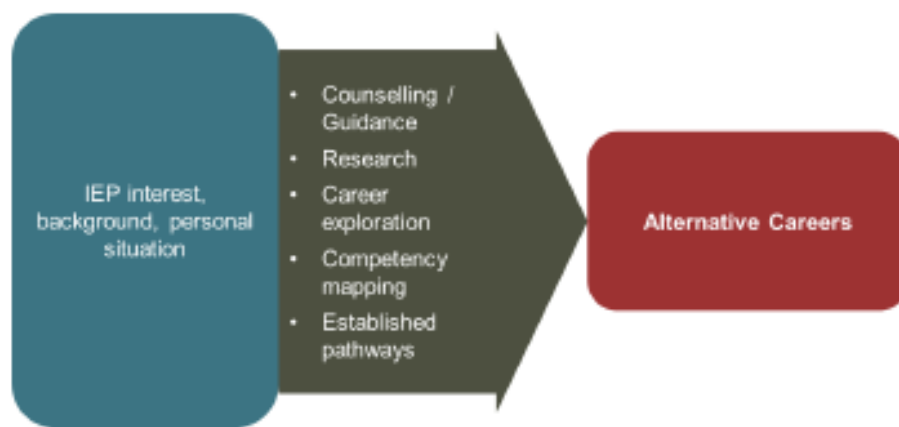 IEP interest,
background, personal
situation
• Counselling /
Guidance
• Research
• Career
exploration
• Competency
mapping
• Established
pathways
Alternative Careers